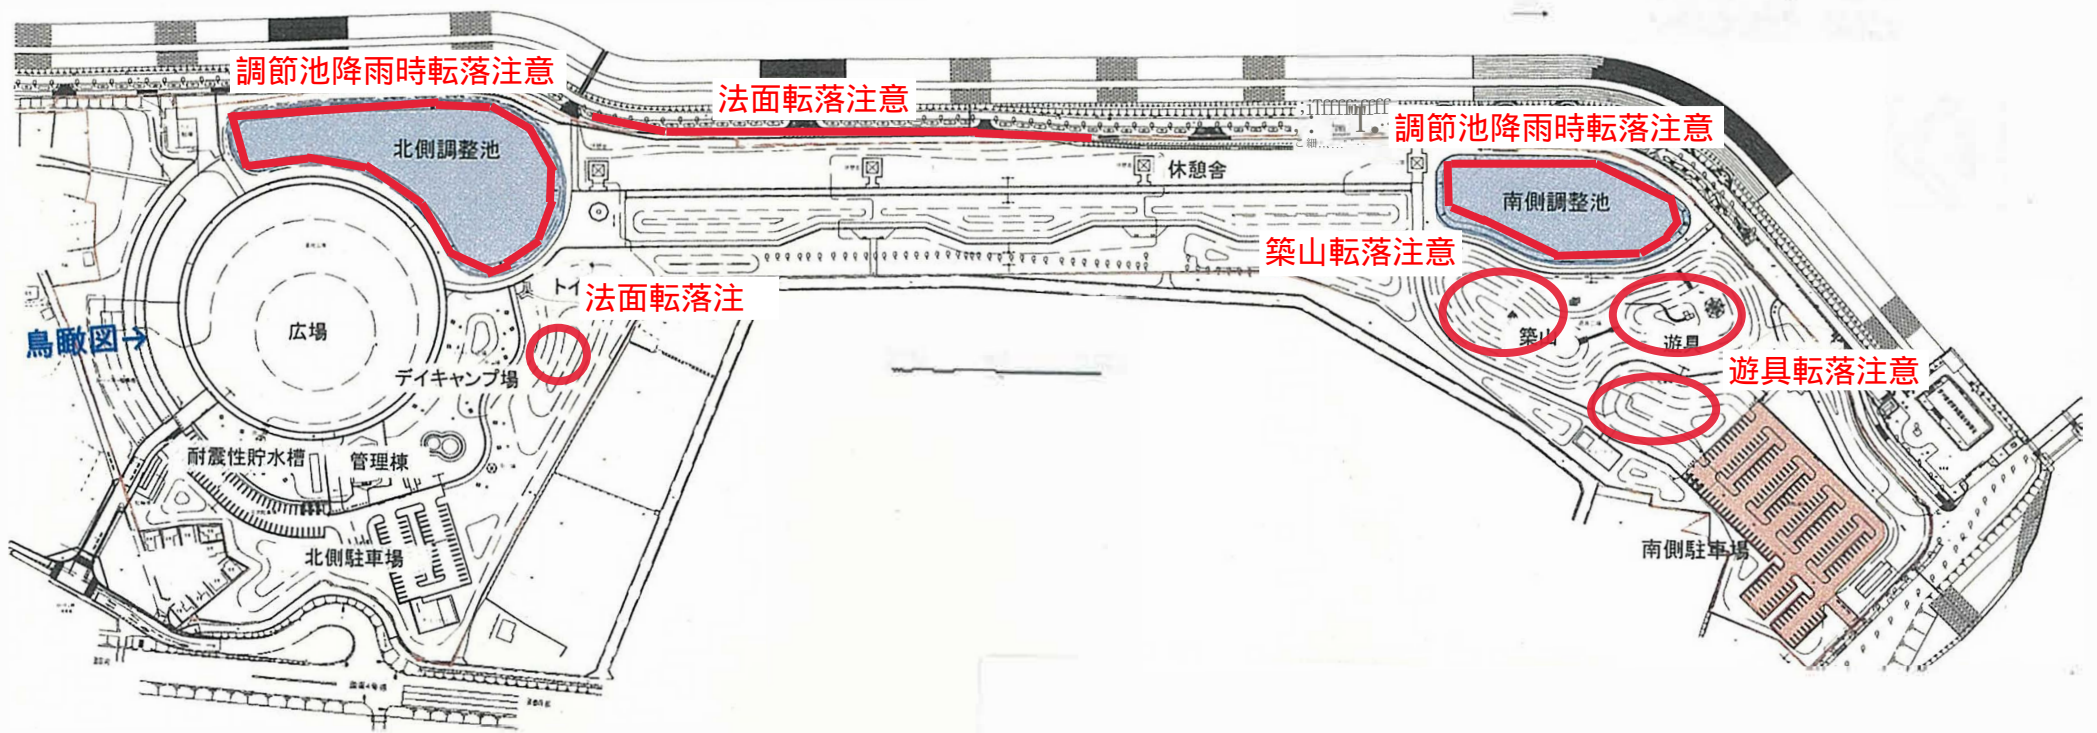 調節池降雨時転落注意
法面転落注意
調節池降雨時転落注意
北側調整池
休憩舎
南側調整池
築山転落注意
トイ
法面転落注
広場
鳥瞰図→
築山
遊具
遊具転落注意
デイキャンプ場
耐震性貯水槽
管理棟
北側駐車場
南側駐車場